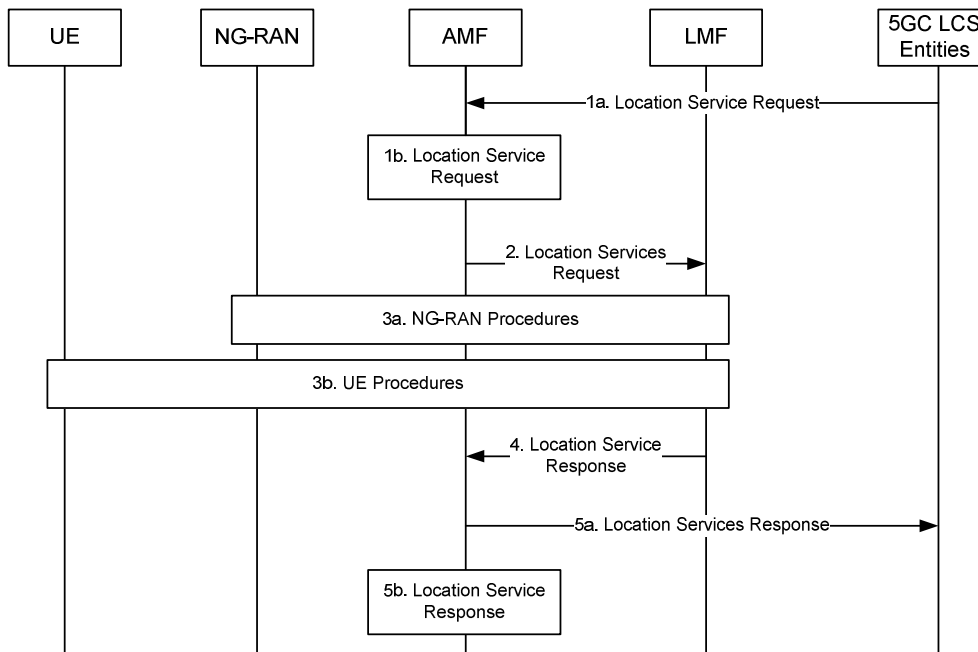 UE
NG-RAN
AMF
LMF
5GC LCS
Entities
1a. Location Service Request
1b. Location Service
Request
2. Location Services
Request
3a. NG-RAN Procedures
3b. UE Procedures
4. Location Service
Response
5a. Location Services Response
5b. Location Service
Response